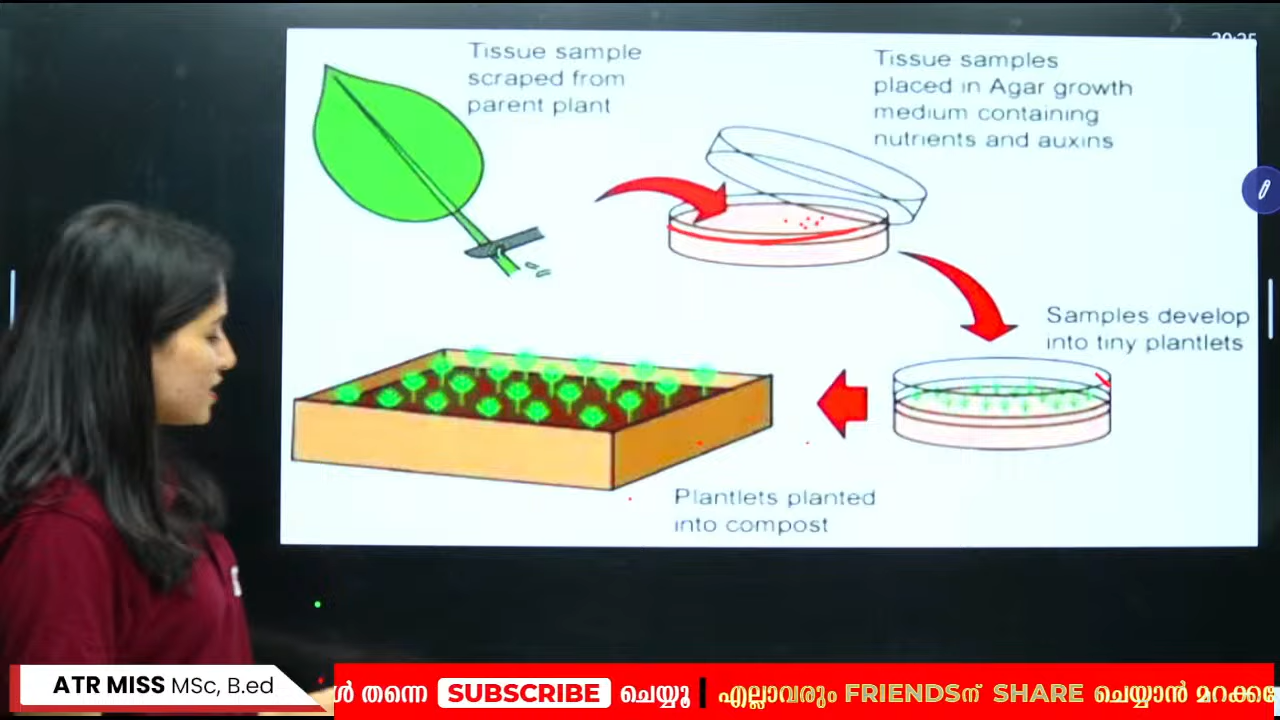 Tissue sample
scraped from
parent plant
Tissue samples
placed in Agar growth
medium containing
nutrients and auxins
Samples develop
into tiny plantlets
Plantlets planted
into compost
ATR MISS MSc, B.ed
തന്നെ SUBSCRIBE ചെയ്യൂ എല്ലാവരും FRIENDSന് SHARE ചെയ്യാൻ